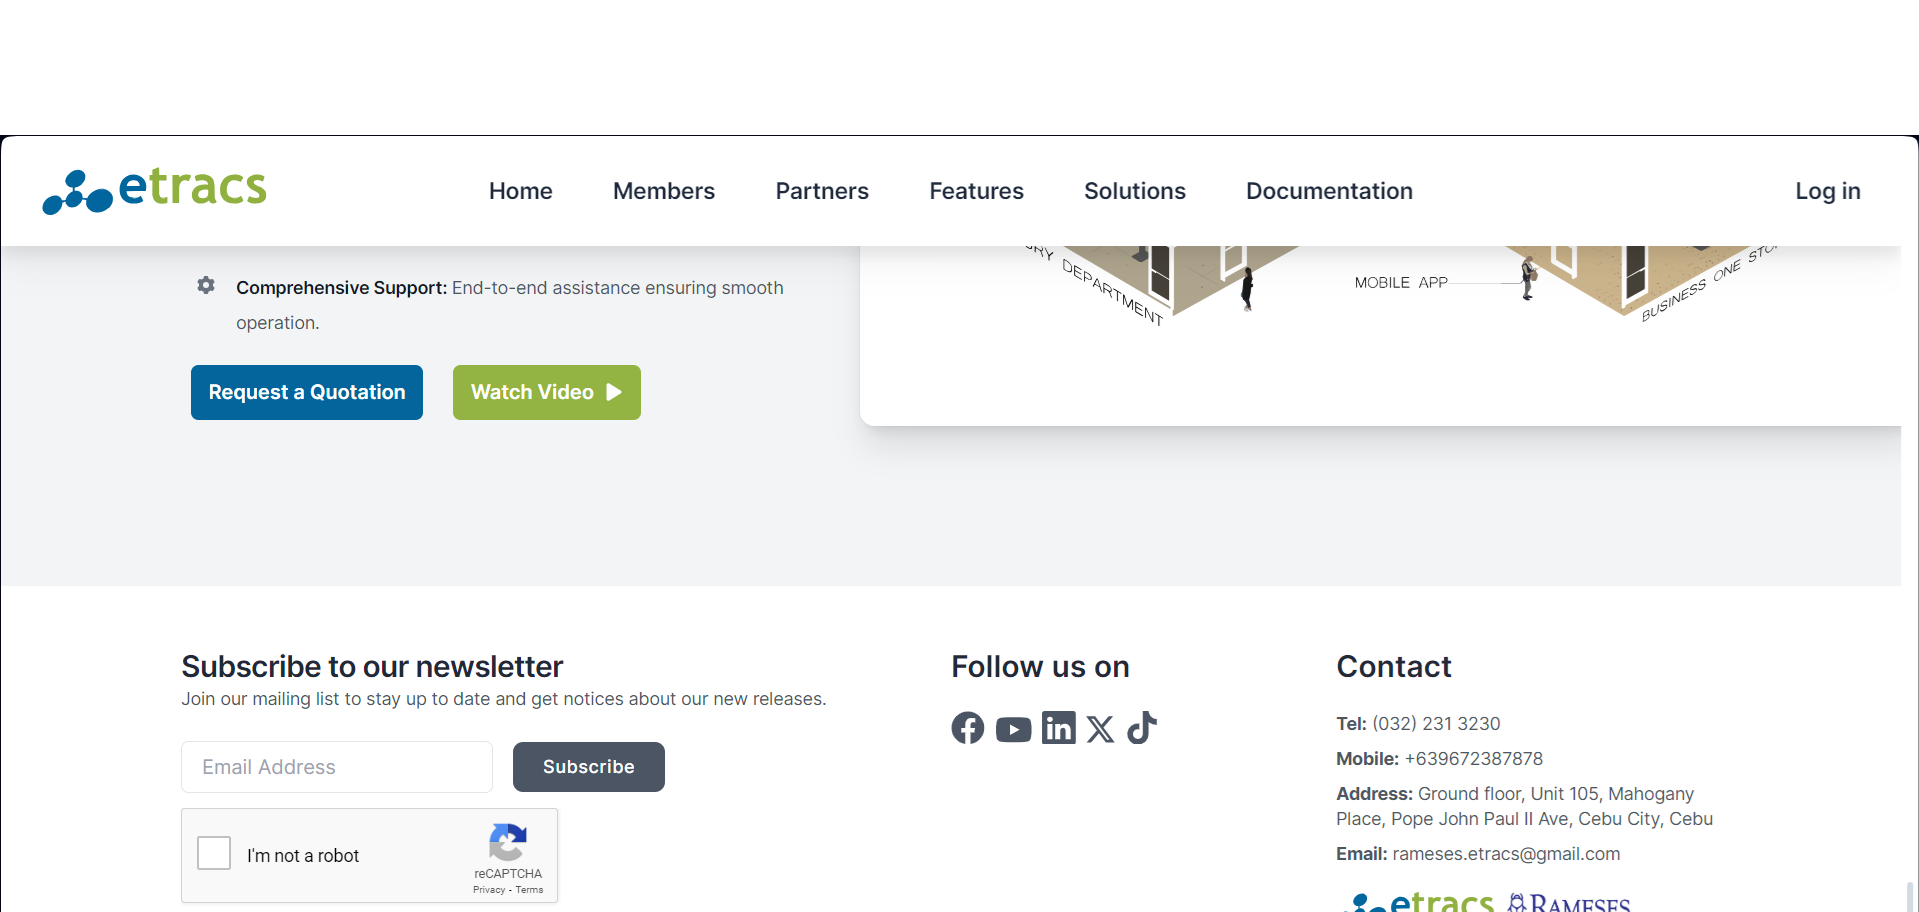 etracs
Home
Members
Partners
Features
Solutions
Documentation
Log in
DEPARTMENT
MOBILE APP
BUSINESS ONE
Comprehensive Support: End-to-end assistance ensuring smooth
operation.
Request a Quotation
Watch Video
Subscribe to our newsletter
Join our mailing list to stay up to date and get notices about our new releases.
Email Address
Subscribe
I'm not a robot
reCAPTCHA
Privacy - Terms
Follow us on
Contact
Tel: (032) 231 3230
Mobile: +639672387878
Address: Ground floor, Unit 105, Mahogany
Place, Pope John Paul II Ave, Cebu City, Cebu
Email: rameses.etracs@gmail.com
etracs RAMESES